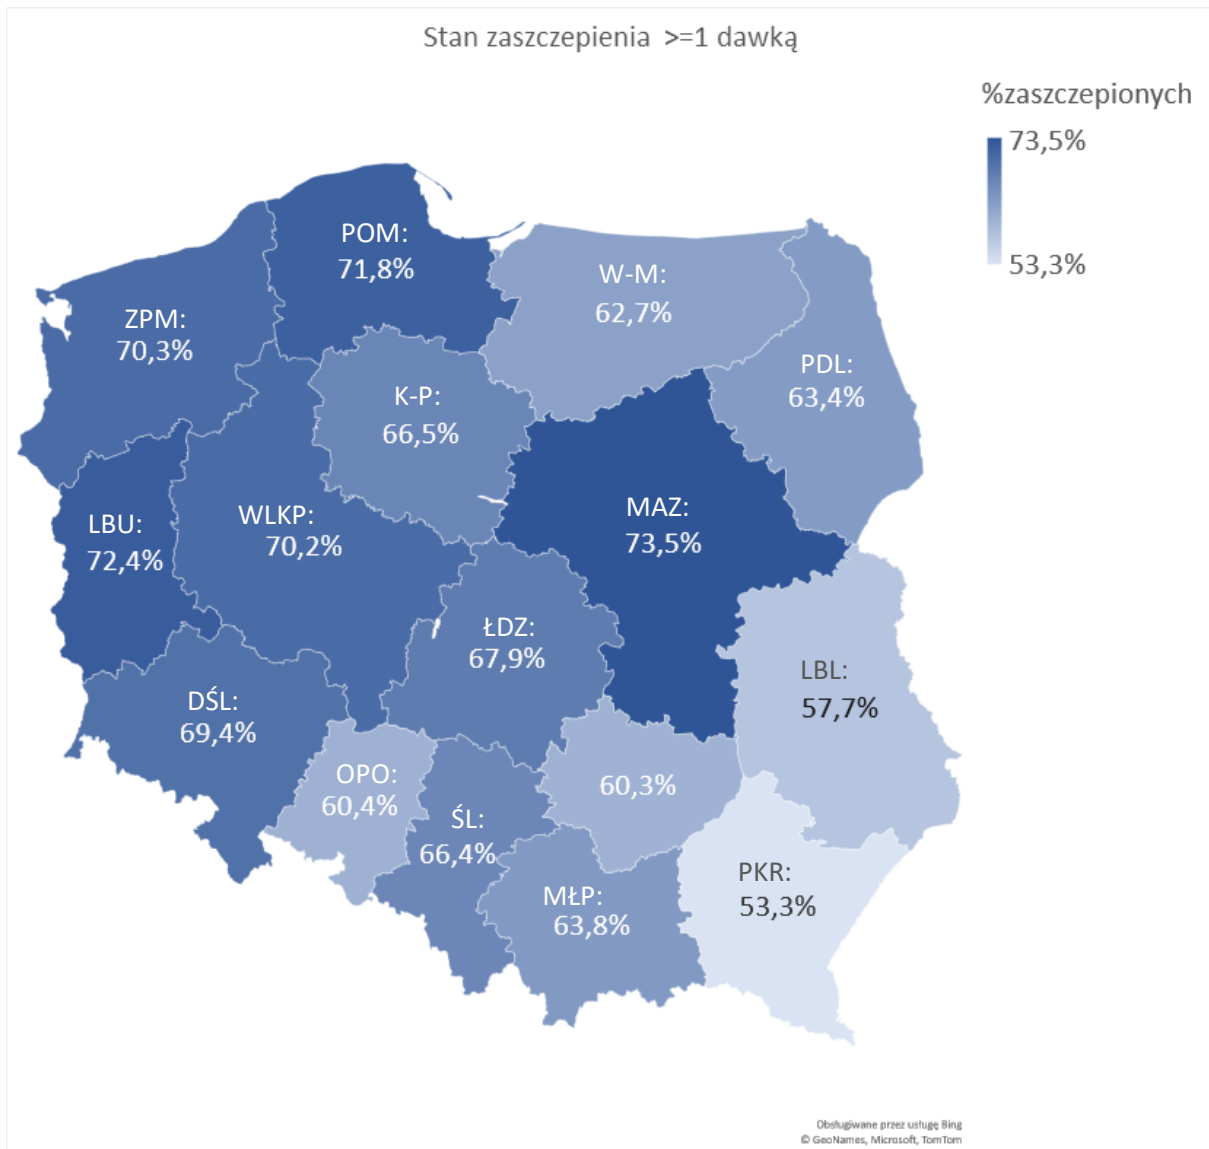 Stan zaszczepienia >=1 dawką
%zaszczepionych
73,5%
53,3%
POM:
71,8%
W-M:
62,7%
ZPM:
70,3%
PDL:
63,4%
K-P:
66,5%
LBU:
72,4%
WLKP:
70,2%
MAZ:
73,5%
ŁDZ:
67,9%
LBL:
57,7%
DŚL:
69,4%
OPO:
60,4%
60,3%
ŚL:
66,4%
MŁP:
63,8%
PKR:
53,3%
Obsługiwane przez usługę Bing
© GeoNames, Microsoft, TomTom